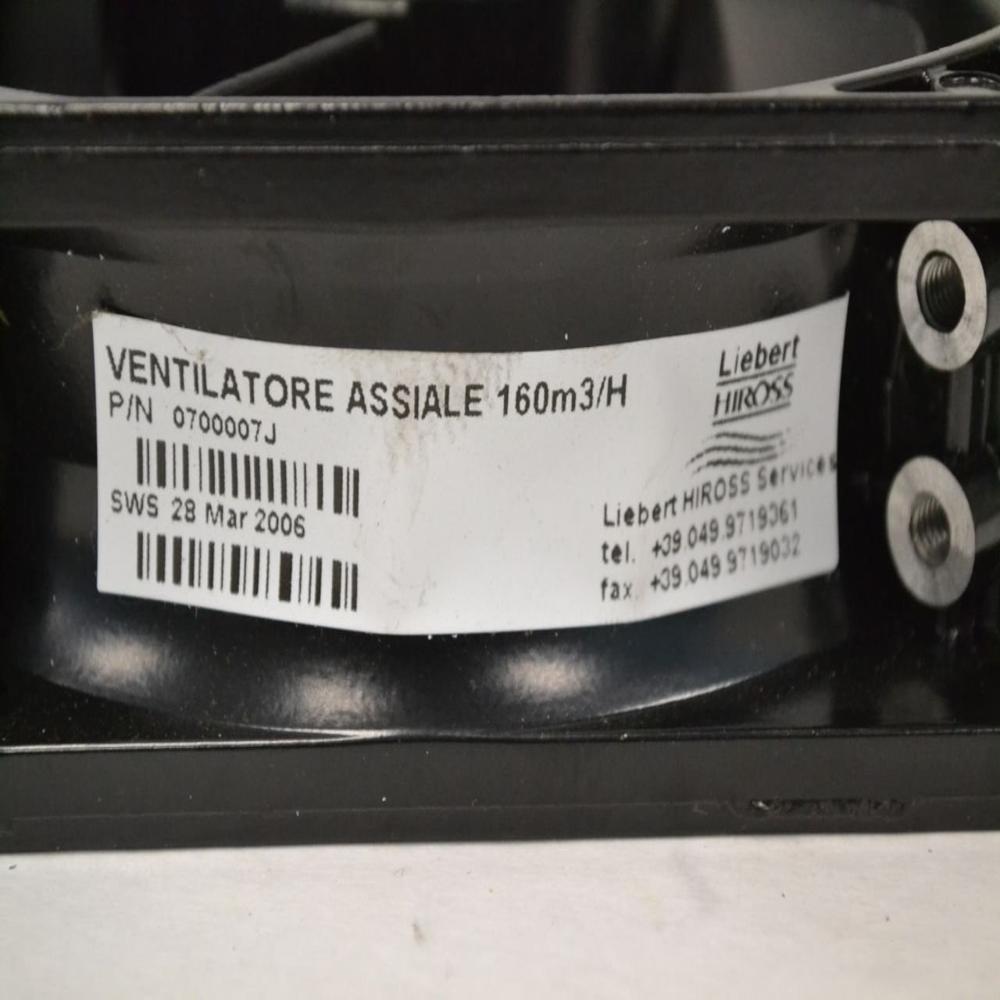 VENTILATORE ASSIALE 160m3/H
P/N 0700007J
SWS 28 Mar 2006
Liebert
HIROSS
Liebert HIROSS Services
tel. +39.049.9719361
fax. +39.049.9719032